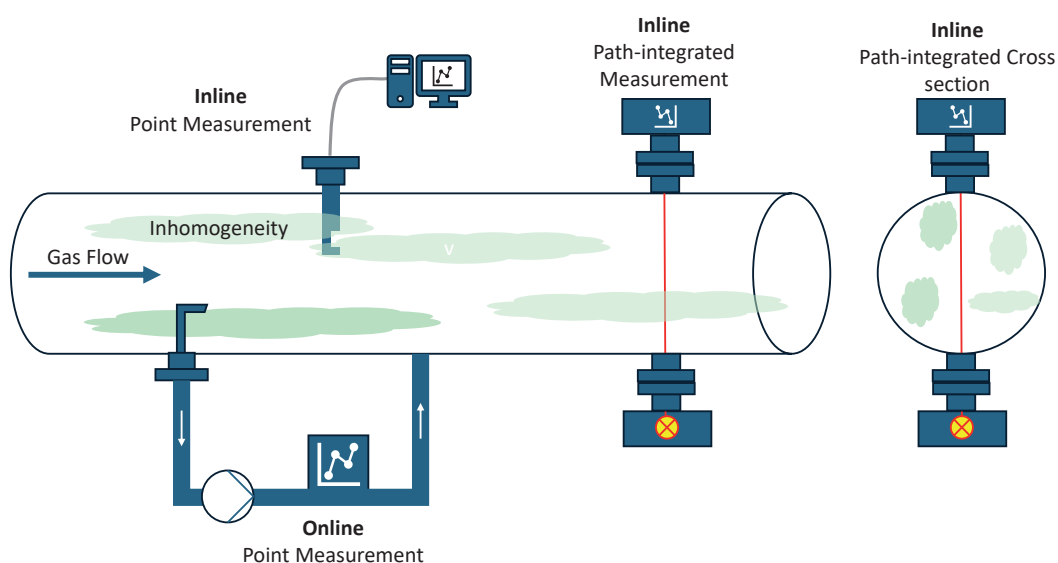 Inline
Point Measurement
Inline
Path-integrated
Measurement
Inline
Path-integrated Cross
section
Inhomogeneity
v
Gas Flow
Online
Point Measurement